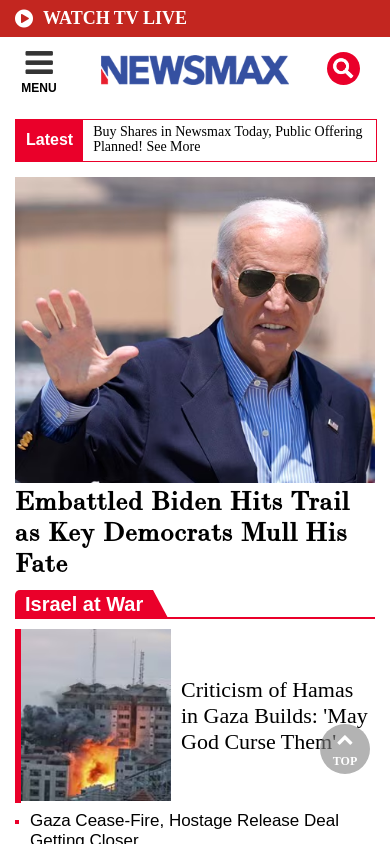 WATCH TV LIVE
MENU
NEWSMAX
Latest
Buy Shares in Newsmax Today, Public Offering
Planned! See More
Embattled Biden Hits Trail
as Key Democrats Mull His
Fate
Israel at War
Criticism of Hamas
in Gaza Builds: 'May
God Curse Them'
TOP
Gaza Cease-Fire, Hostage Release Deal
Getting Closer